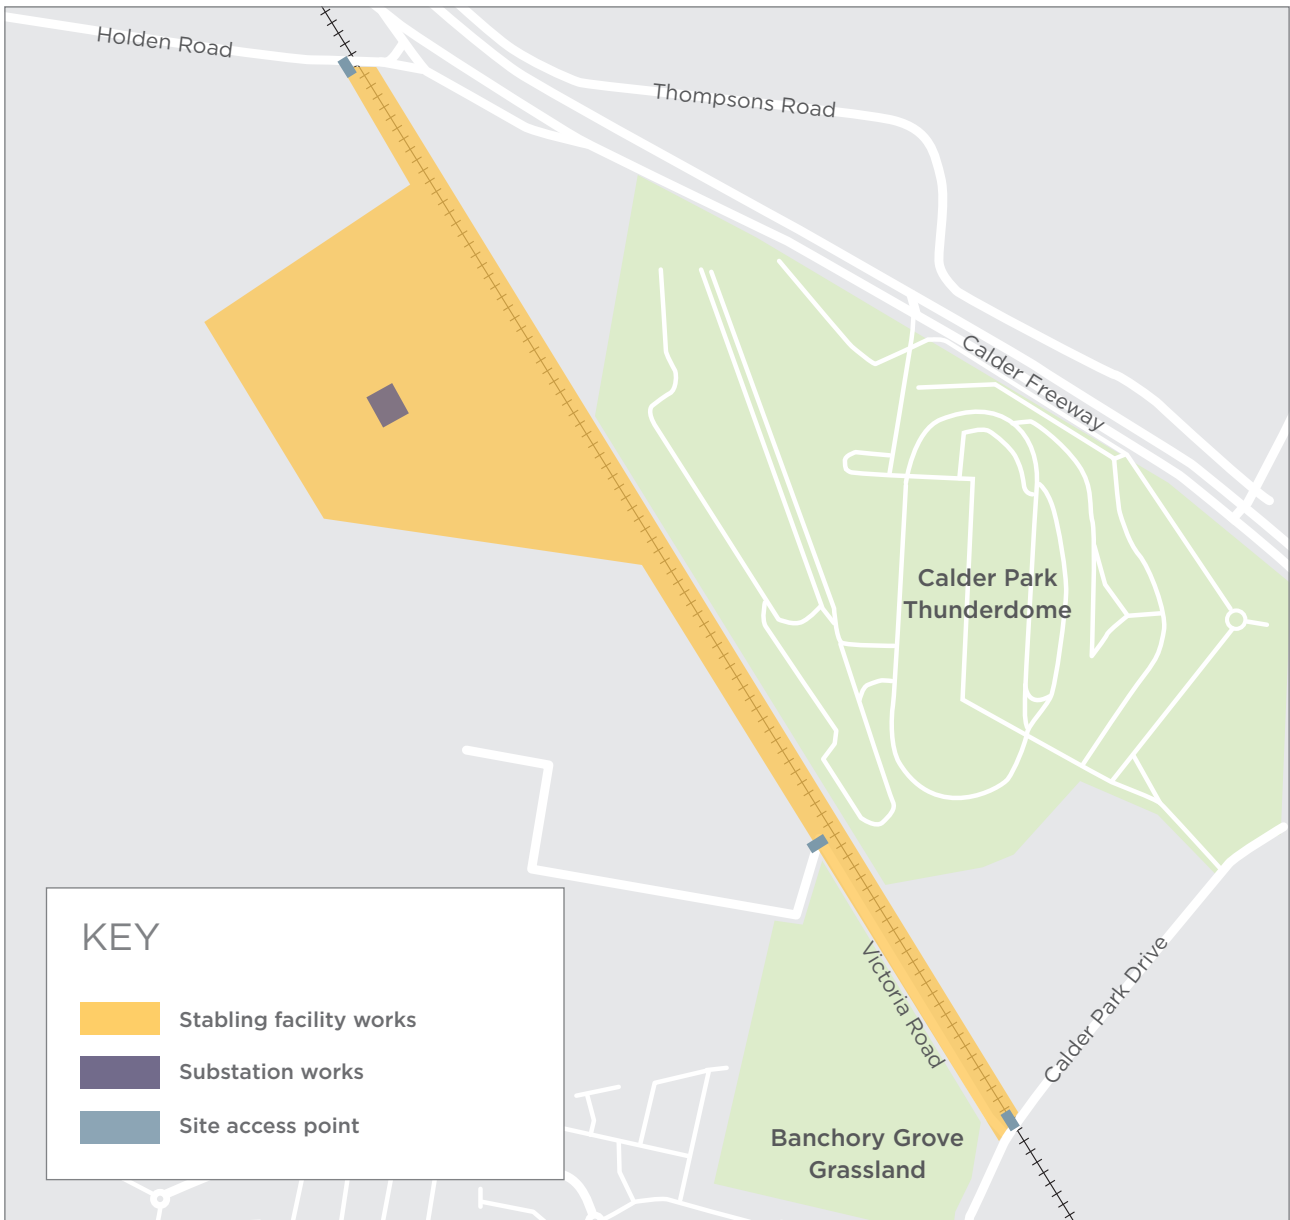 Holden Road
Thompsons Road
Calder Freeway
Calder Park
Thunderdome
Victoria Road
Calder Park Drive
Banchory Grove
Grassland
KEY
Stabling facility works
Substation works
Site access point